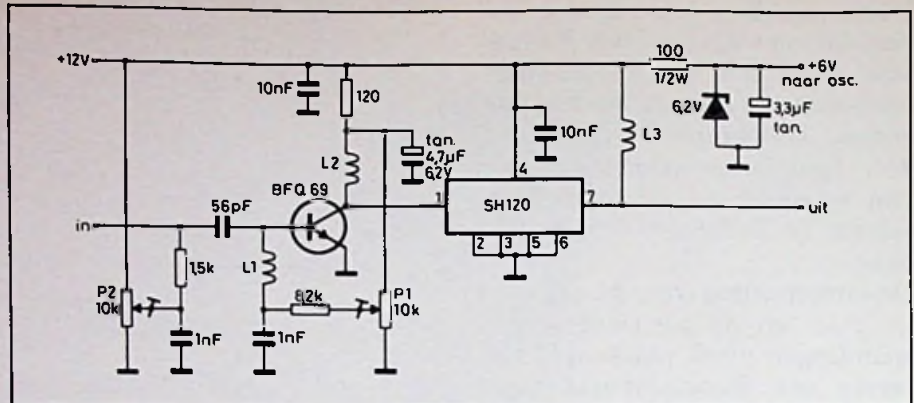 +12V
10nF
120
100
1/2W
+6V
naar osc.
tan.
4,7µF
6,2V
L2
10nF
6,2V
3,3µF
tan
L3
BFQ 69
4
56pF
1
SH120
7
uit
in
2
3
5
6
1,5k
L1
P2
10k
8,2k
P1
10k
1nF
1nF